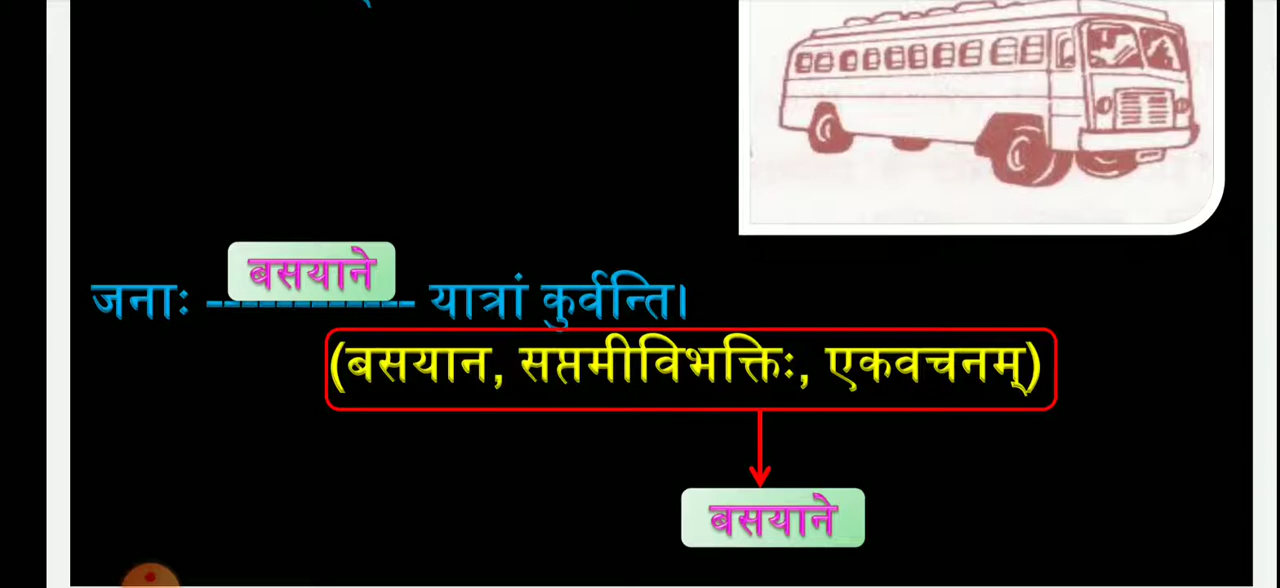 बसयाने
जनाः ------------ यात्रां कुर्वन्ति।
(बसयान, सप्तमीविभक्तिः, एकवचनम्)
बसयाने